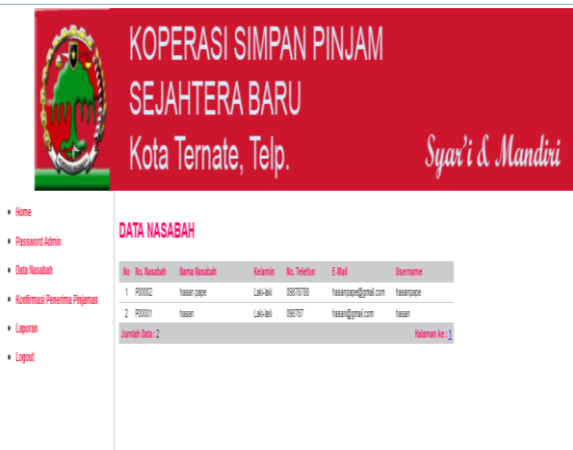 KOPERASI SIMPAN PINJAM
SEJAHTERA BARU
Kota Ternate, Telp.
Syar'i & Mandiri
Home
Password Admin
Data Nasabah
Konfirmasi Penerima Pinjaman
Laporan
Logout
DATA NASABAH
No No. Nasabah Nama Nasabah Kelamin No. Telefon E-Mail Username
1 P00002 hasan pape Laki-laki hasanpape@gmail.com hasanpape
2 P00001 hasan Laki-laki 098767 hasan@gmail.com hasan
Jumlah Data : 2 Halaman ke : 1